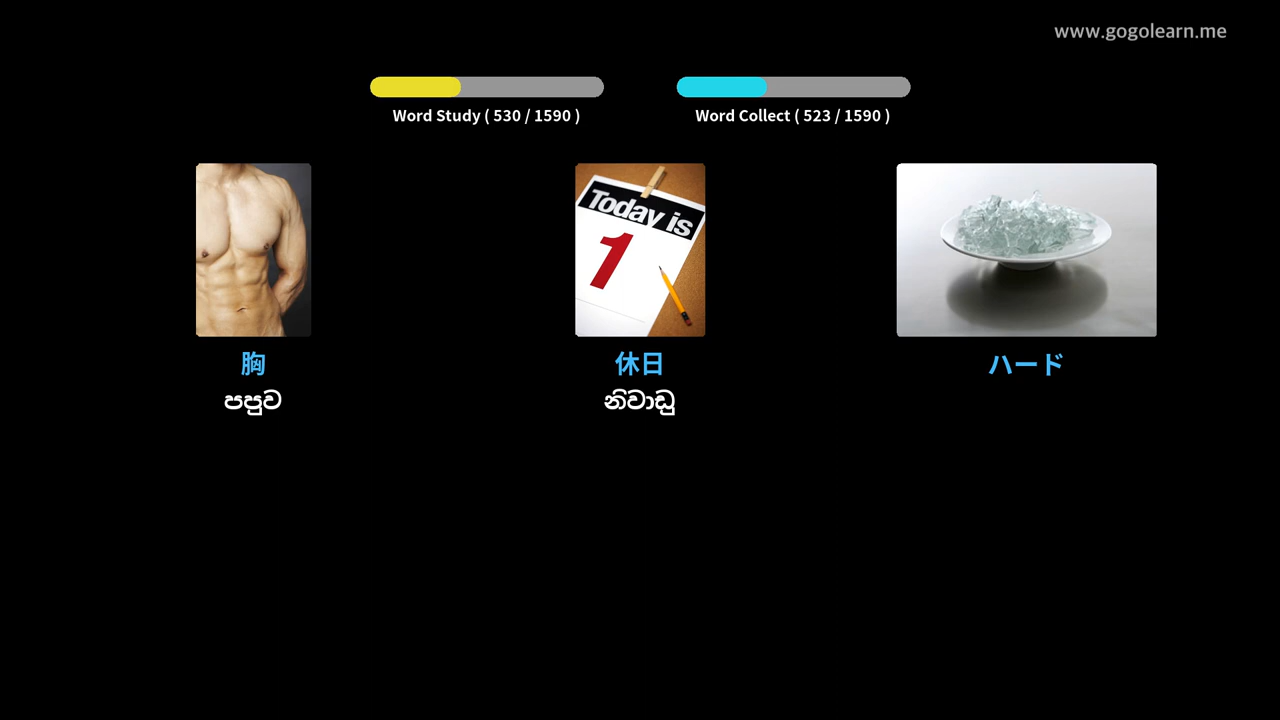 www.gogolearn.me
Word Study ( 530 / 1590 )
Word Collect ( 523 / 1590 )
Today is
1
胸
休日
ハード
පපුව
නිවාඩු